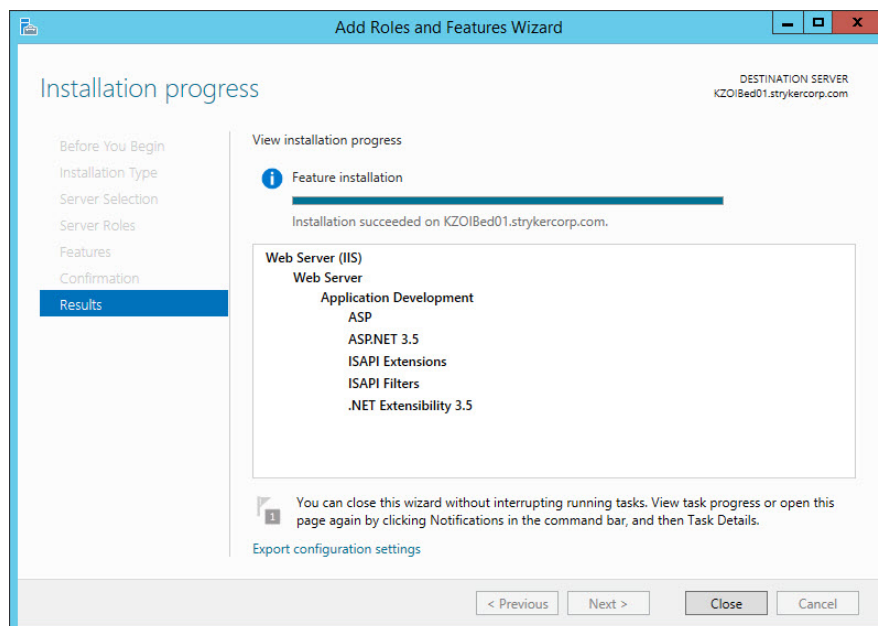 Add Roles and Features Wizard
Installation progress
DESTINATION SERVER
KZOIBed01.strykercorp.com
Before You Begin
Installation Type
Server Selection
Server Roles
Features
Confirmation
Results
View installation progress
Feature installation
Installation succeeded on KZOIBed01.strykercorp.com.
Web Server (IIS)
Web Server
Application Development
ASP
ASP.NET 3.5
ISAPI Extensions
ISAPI Filters
.NET Extensibility 3.5
1
You can close this wizard without interrupting running tasks. View task progress or open this
page again by clicking Notifications in the command bar, and then Task Details.
Export configuration settings
< Previous
Next >
Close
Cancel